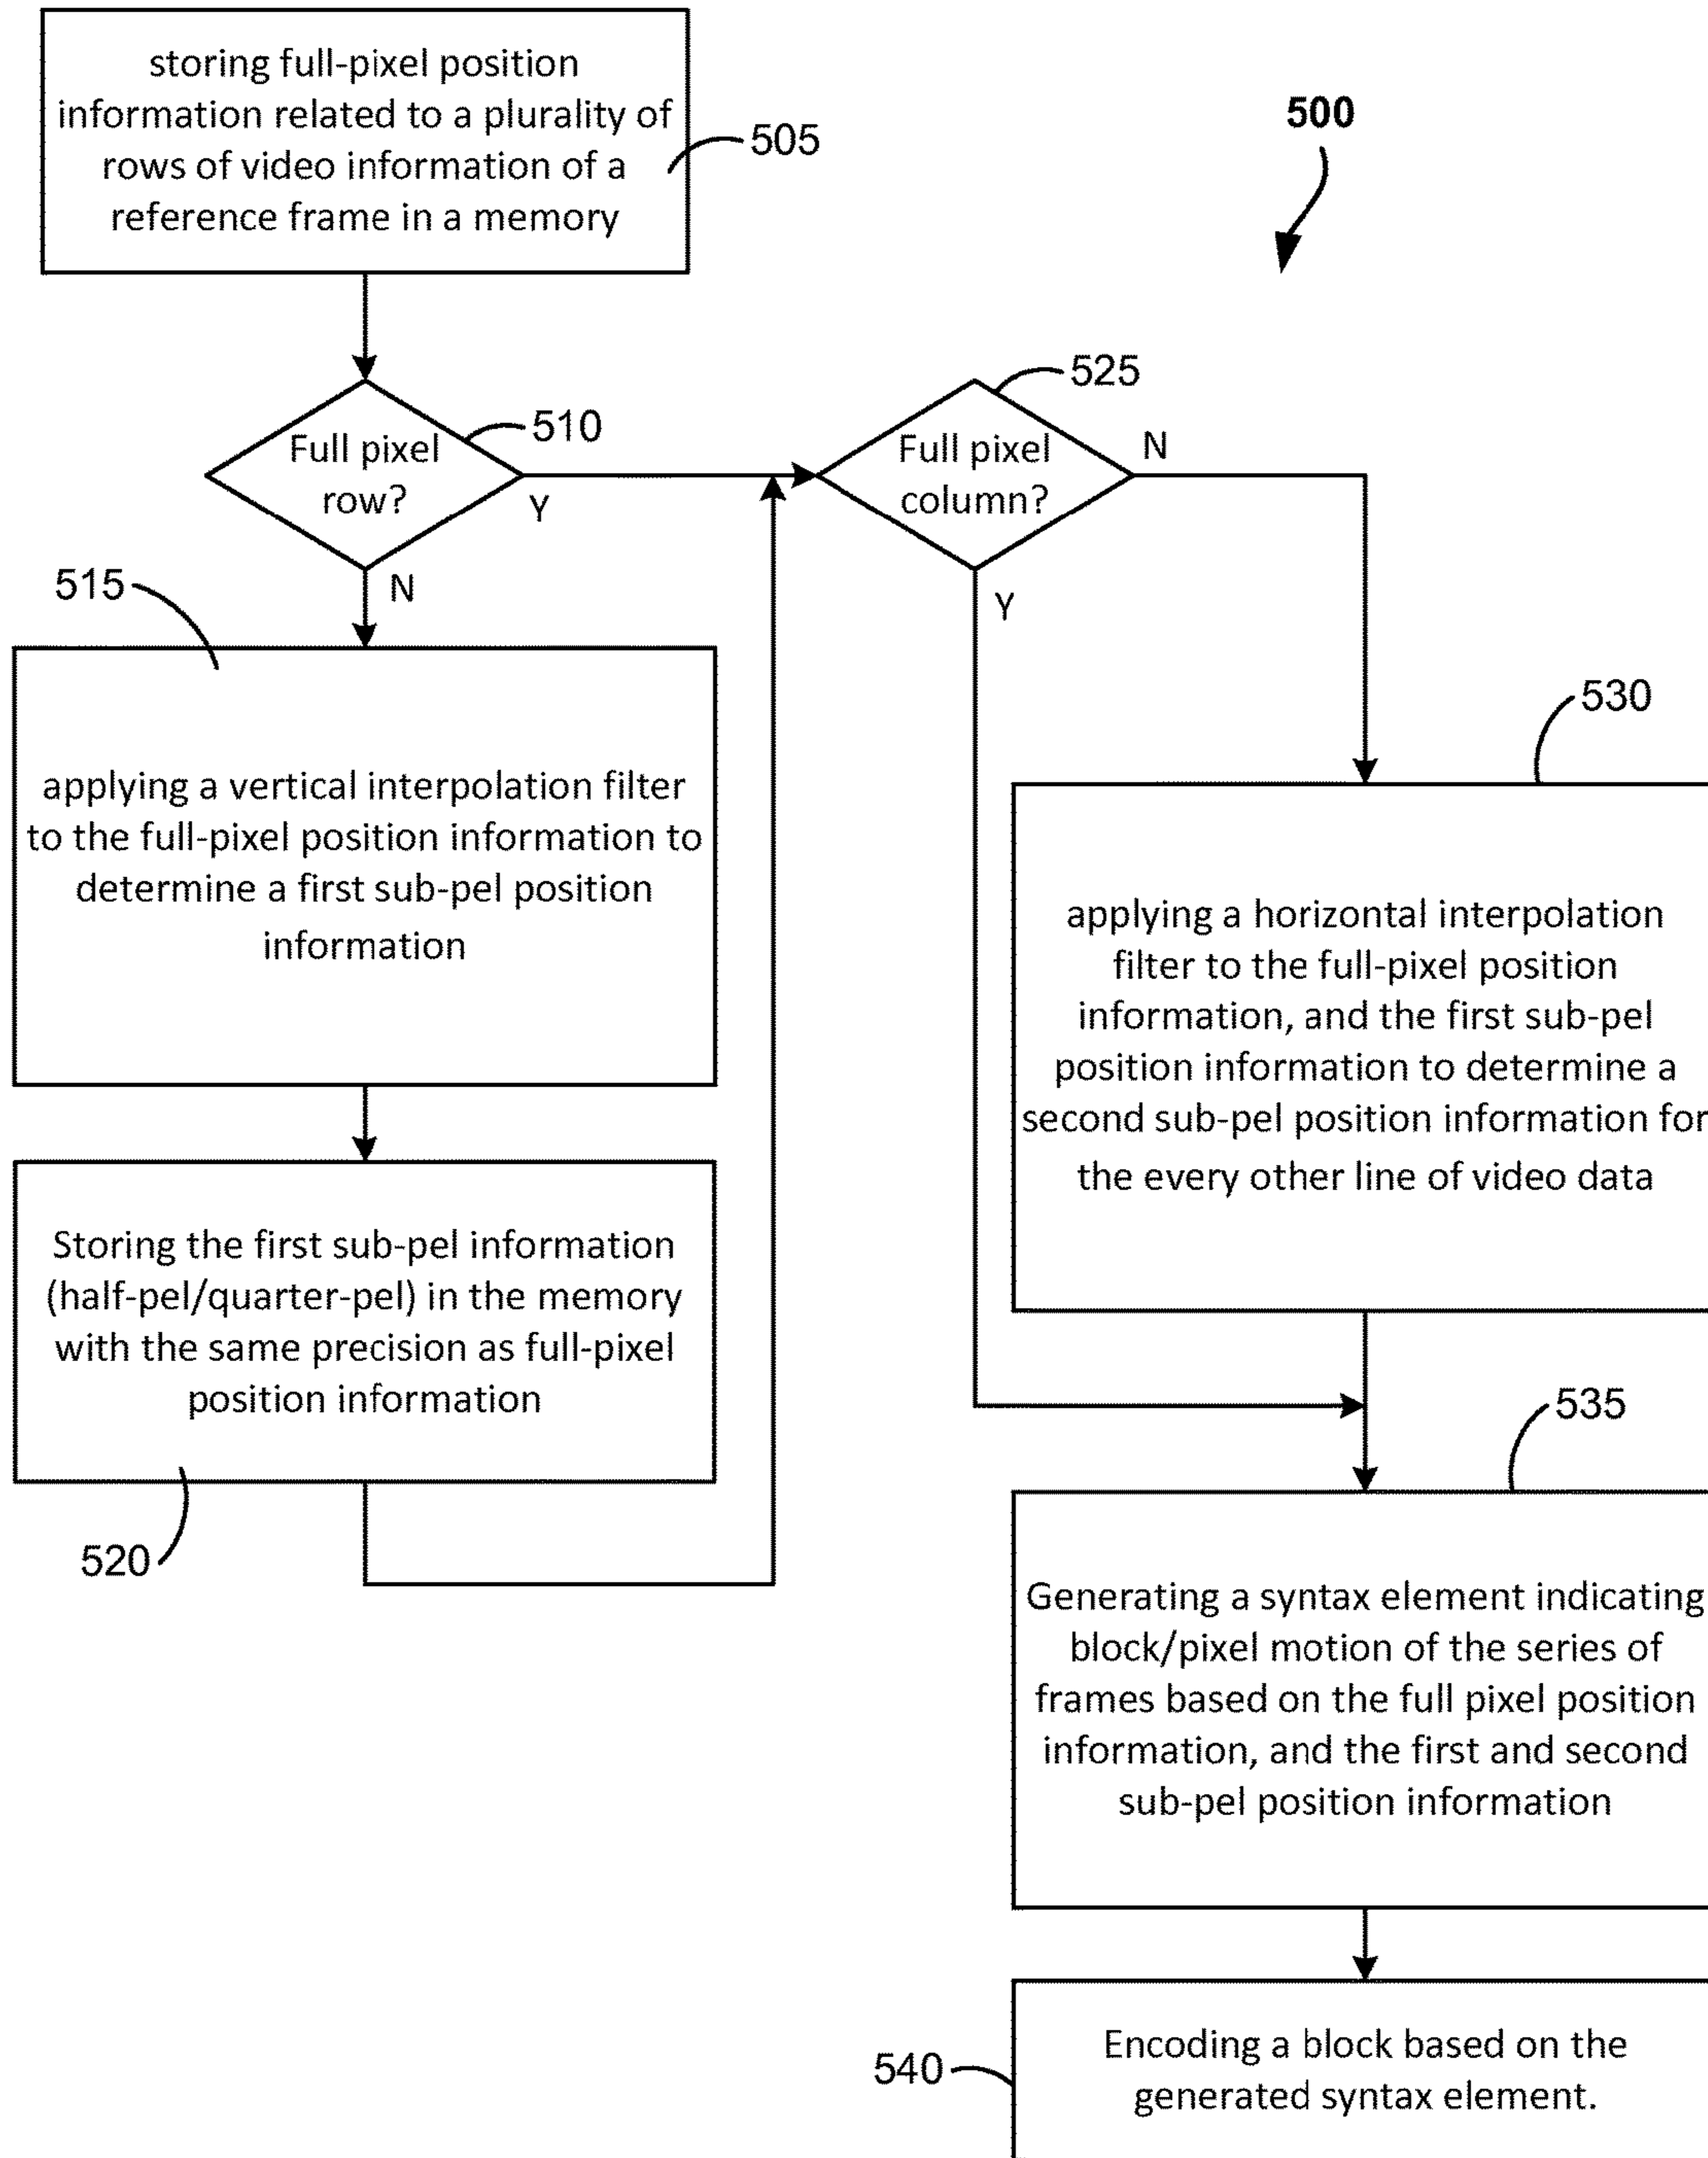 storing full-pixel position
information related to a plurality of
rows of video information of a
reference frame in a memory
505
500
Full pixel
row?
510
Y
N
515
applying a vertical interpolation filter
to the full-pixel position information to
determine a first sub-pel position
information
Storing the first sub-pel information
(half-pel/quarter-pel) in the memory
with the same precision as full-pixel
position information
520
525
Full pixel
column?
N
Y
530
applying a horizontal interpolation
filter to the full-pixel position
information, and the first sub-pel
position information to determine a
second sub-pel position information for
the every other line of video data
535
Generating a syntax element indicating
block/pixel motion of the series of
frames based on the full pixel position
information, and the first and second
sub-pel position information
540
Encoding a block based on the
generated syntax element.